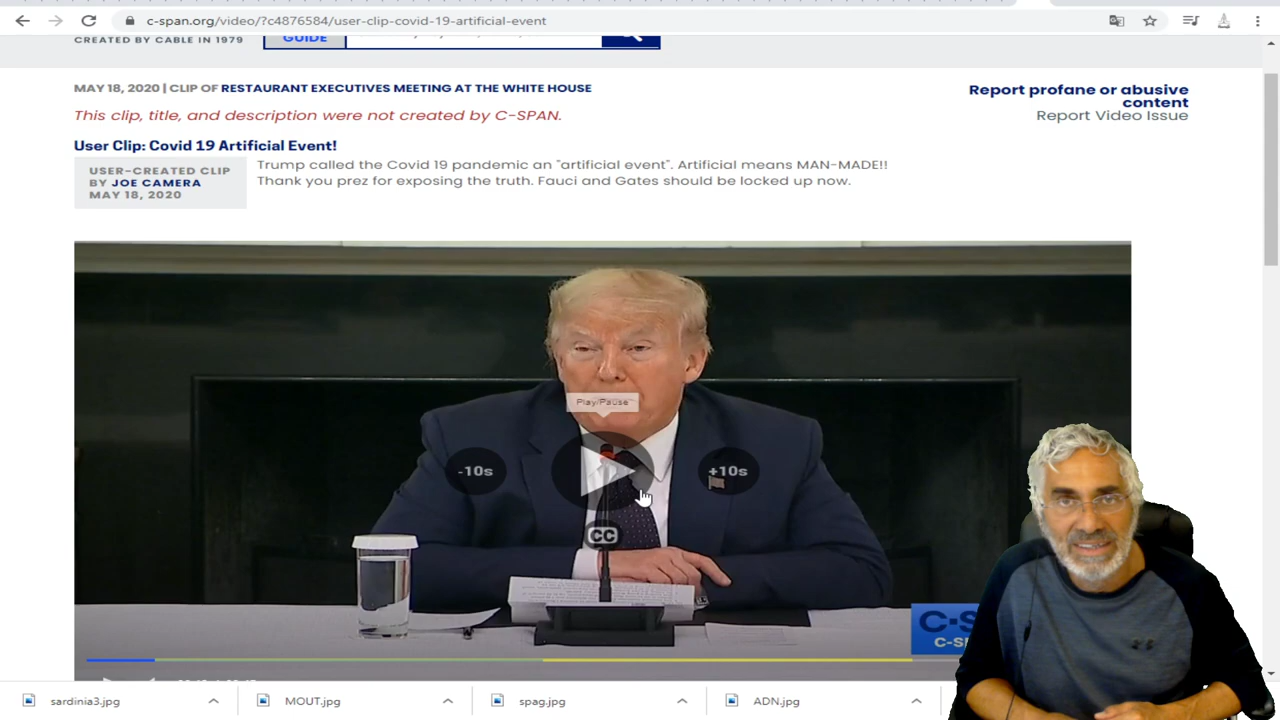 c-span.org/video/?c4876584/user-clip-covid-19-artificial-event
CREATED BY CABLE IN 1979
GUIDE
MAY 18, 2020 | CLIP OF RESTAURANT EXECUTIVES MEETING AT THE WHITE HOUSE
Report profane or abusive
content
Report Video Issue
This clip, title, and description were not created by C-SPAN.
User Clip: Covid 19 Artificial Event!
USER-CREATED CLIP
BY JOE CAMERA
MAY 18, 2020
Trump called the Covid 19 pandemic an "artificial event". Artificial means MAN-MADE!!
Thank you prez for exposing the truth. Fauci and Gates should be locked up now.
Play/Pause
-10s
+10s
CC
C-S
C-SP
sardinia3.jpg
MOUT.jpg
spag.jpg
ADN.jpg